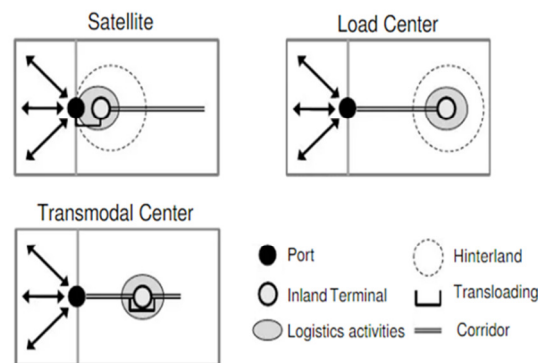 Satellite
Load Center
Transmodal Center
Port
Hinterland
Inland Terminal
Transloading
Logistics activities
Corridor